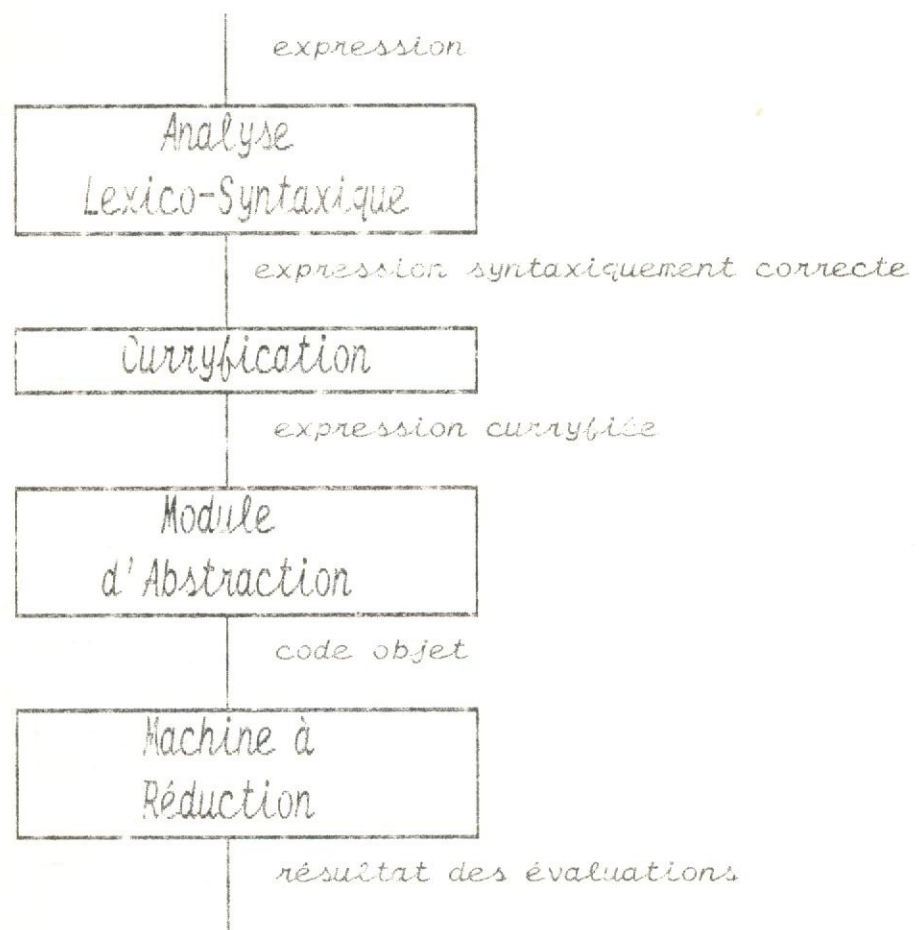 expression
Analyse
Lexico-Syntaxique
expression syntaxiquement correcte
Curryfication
expression curryfiée
Module
d'Abstraction
code objet
Machine à
Réduction
résultat des évaluations